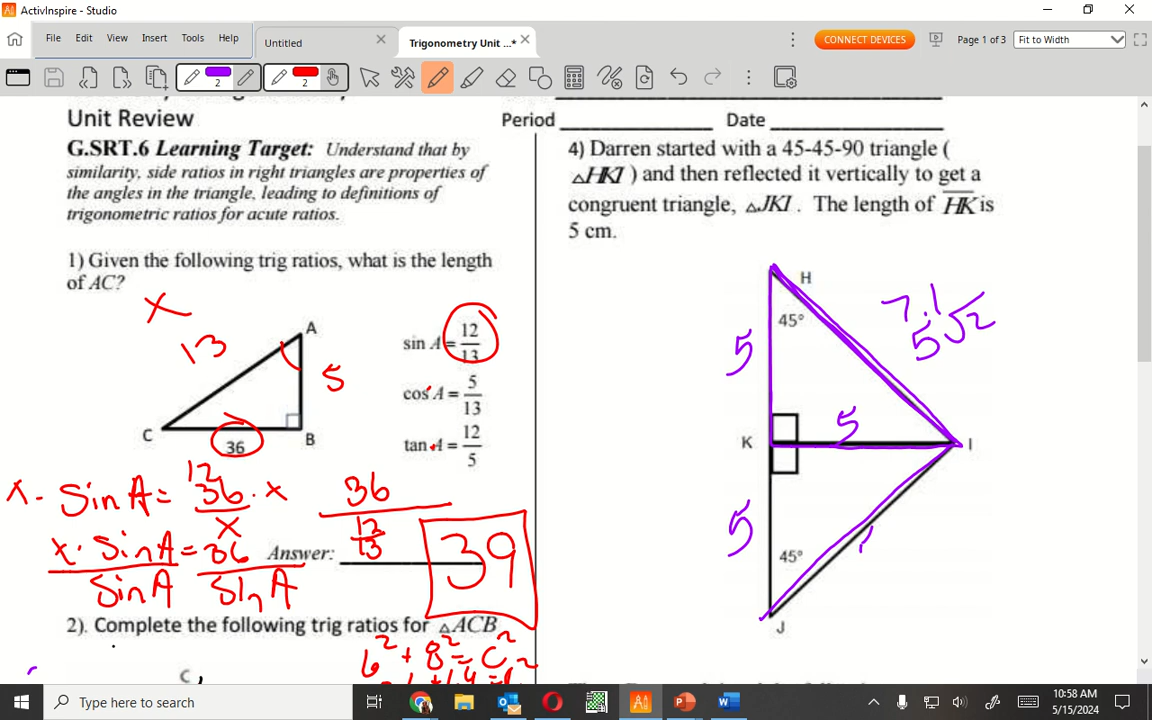 ActivInspire - Studio
File Edit View Insert Tools Help
Untitled
Trigonometry Unit ...*
CONNECT DEVICES
Page 1 of 3
Fit to Width
2
2
Unit Review
Period ____ Date ____
G.SRT.6 Learning Target: Understand that by
similarity, side ratios in right triangles are properties of
the angles in the triangle, leading to definitions of
trigonometric ratios for acute ratios.
1) Given the following trig ratios, what is the length
of AC?
x
13
A
5
C
36
B
sin A = 12/13
cos A = 5/13
tan A = 12/5
12
x · Sin A = 36/x · x
x · Sin A = 36
Sin A Sin A
36
12/13
Answer: ____
39
2). Complete the following trig ratios for △ACB
6² + 8² = C²
C
4) Darren started with a 45-45-90 triangle (
△HKI ) and then reflected it vertically to get a
congruent triangle, △JKI . The length of HK is
5 cm.
H
45°
7.1
5√2
5
5
K
I
5
45°
J
Type here to search
10:58 AM
5/15/2024